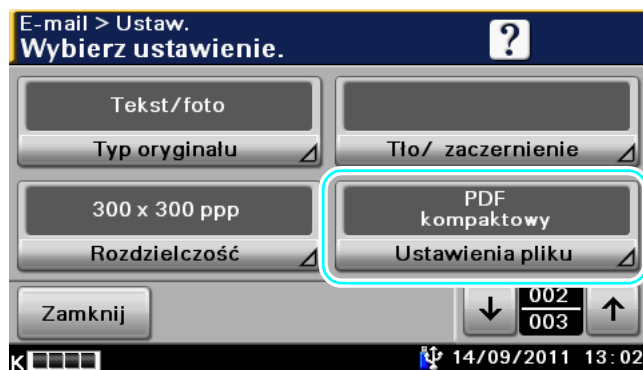 E-mail > Ustaw.
Wybierz ustawienie.
?
Tekst/foto
Typ oryginału
Tło/ zaczernienie
300 x 300 ppp
Rozdzielczość
PDF
kompaktowy
Ustawienia pliku
Zamknij
↓ 002 ↑
003
K 14/09/2011 13:02